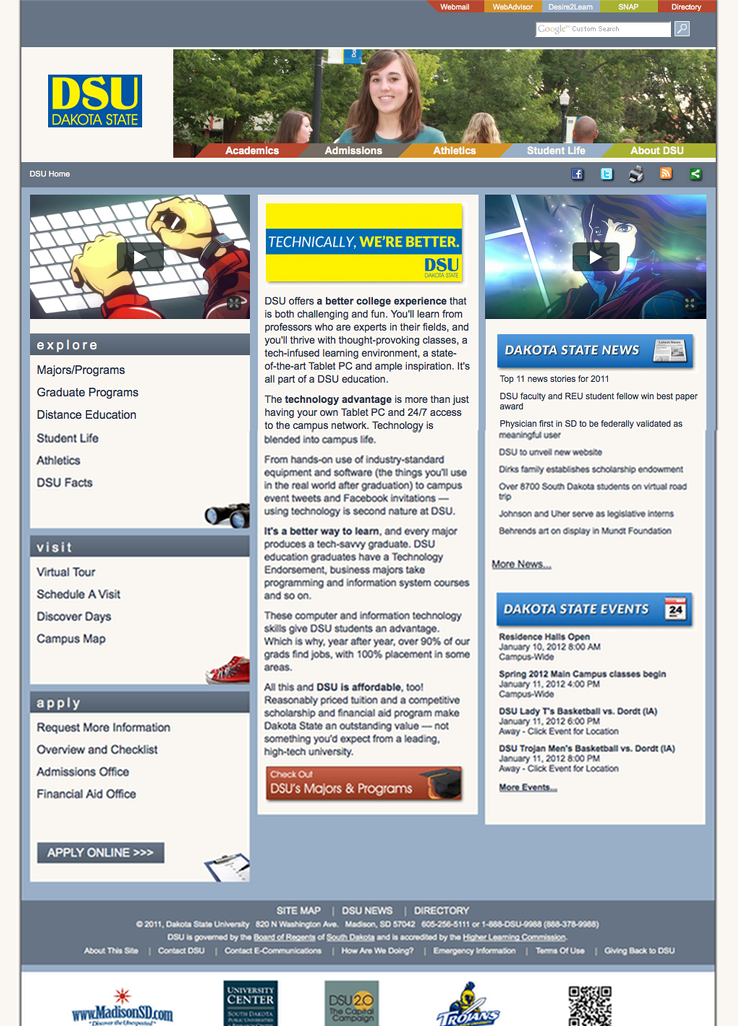 Webmail
WebAdvisor
Desire2Learn
SNAP
Directory
Google™ Custom Search
DSU
DAKOTA STATE
Academics
Admissions
Athletics
Student Life
About DSU
DSU Home
explore
Majors/Programs
Graduate Programs
Distance Education
Student Life
Athletics
DSU Facts
visit
Virtual Tour
Schedule A Visit
Discover Days
Campus Map
apply
Request More Information
Overview and Checklist
Admissions Office
Financial Aid Office
APPLY ONLINE >>>
TECHNICALLY, WE'RE BETTER.
DSU
DAKOTA STATE
DSU offers a better college experience that
is both challenging and fun. You'll learn from
professors who are experts in their fields, and
you'll thrive with thought-provoking classes, a
tech-infused learning environment, a state-
of-the-art Tablet PC and ample inspiration. It's
all part of a DSU education.
The technology advantage is more than just
having your own Tablet PC and 24/7 access
to the campus network. Technology is
blended into campus life.
From hands-on use of industry-standard
equipment and software (the things you'll use
in the real world after graduation) to campus
event tweets and Facebook invitations —
using technology is second nature at DSU.
It's a better way to learn, and every major
produces a tech-savvy graduate. DSU
education graduates have a Technology
Endorsement, business majors take
programming and information system courses
and so on.
These computer and information technology
skills give DSU students an advantage.
Which is why, year after year, over 90% of our
grads find jobs, with 100% placement in some
areas.
All this and DSU is affordable, too!
Reasonably priced tuition and a competitive
scholarship and financial aid program make
Dakota State an outstanding value — not
something you'd expect from a leading,
high-tech university.
Check Out
DSU's Majors & Programs
DAKOTA STATE NEWS
Top 11 news stories for 2011
DSU faculty and REU student fellow win best paper
award
Physician first in SD to be federally validated as
meaningful user
DSU to unveil new website
Dirks family establishes scholarship endowment
Over 8700 South Dakota students on virtual road
trip
Johnson and Uher serve as legislative interns
Behrends art on display in Mundt Foundation
More News...
DAKOTA STATE EVENTS
24
Residence Halls Open
January 10, 2012 8:00 AM
Campus-Wide
Spring 2012 Main Campus classes begin
January 11, 2012 4:00 PM
Campus-Wide
DSU Lady T's Basketball vs. Dordt (IA)
January 11, 2012 6:00 PM
Away - Click Event for Location
DSU Trojan Men's Basketball vs. Dordt (IA)
January 11, 2012 8:00 PM
Away - Click Event for Location
More Events...
SITE MAP | DSU NEWS | DIRECTORY
© 2011, Dakota State University 820 N Washington Ave. Madison, SD 57042 605-256-5111 or 1-888-DSU-9988 (888-378-9988)
DSU is governed by the Board of Regents of South Dakota and is accredited by the Higher Learning Commission.
About This Site | Contact DSU | Contact E-Communications | How Are We Doing? | Emergency Information | Terms Of Use | Giving Back to DSU
www.MadisonSD.com
"Discover the Unexpected"
UNIVERSITY
CENTER
SOUTH DAKOTA
PUBLIC UNIVERSITIES
DSU 2.0
The Capital
Campaign
TROJANS